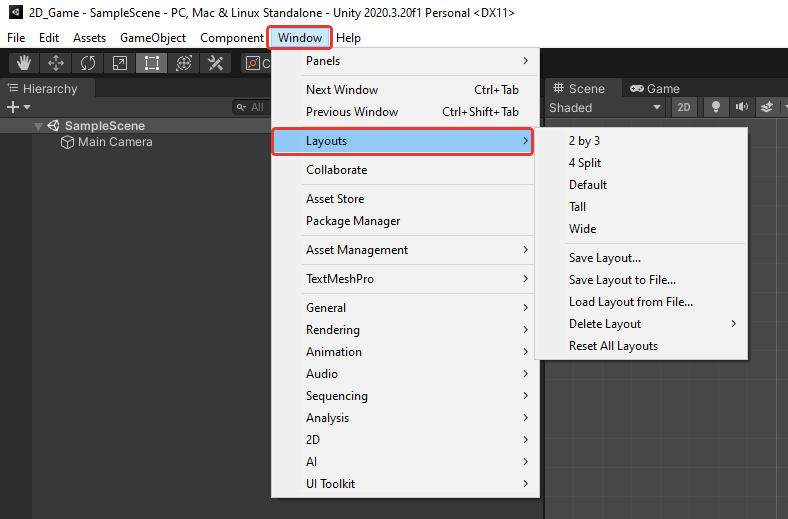 2D_Game - SampleScene - PC, Mac & Linux Standalone - Unity 2020.3.20f1 Personal <DX11>
File Edit Assets GameObject Component Window Help
C
Hierarchy
All
SampleScene
Main Camera
Panels
Next Window Ctrl+Tab
Previous Window Ctrl+Shift+Tab
Layouts
Collaborate
Asset Store
Package Manager
Asset Management
TextMeshPro
General
Rendering
Animation
Audio
Sequencing
Analysis
2D
AI
UI Toolkit
Scene Game
Shaded 2D
2 by 3
4 Split
Default
Tall
Wide
Save Layout...
Save Layout to File...
Load Layout from File...
Delete Layout
Reset All Layouts